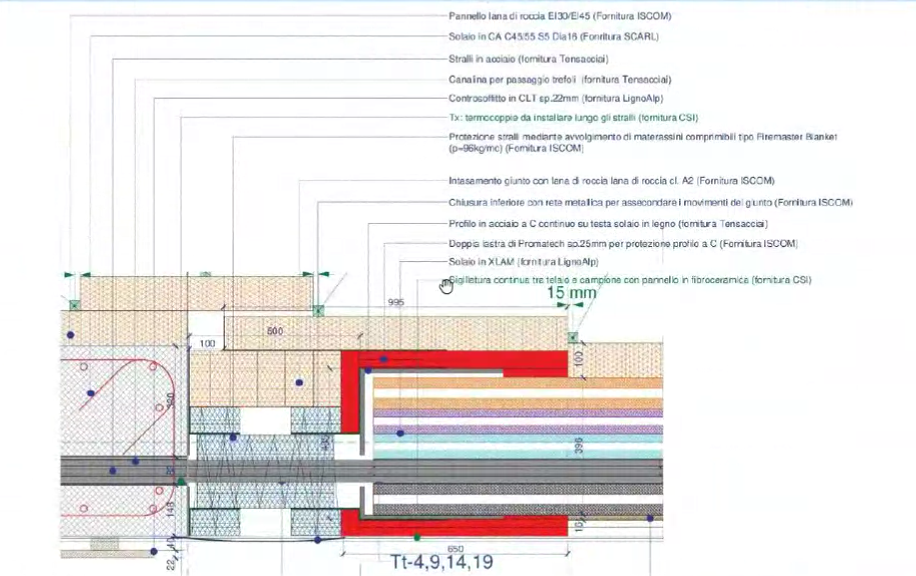 Pannello lana di roccia EI30/EI45 (Fornitura ISCOM)
Solaio in CA C45/55 S5 Dia16 (Fonritura SCARL)
Stralli in acciaio (fornitura Tensacciai)
Canalina per passaggio trefoli (fornitura Tensacciai)
Controsoffitto in CLT sp.22mm (fornitura LignoAlp)
Tx: termocoppie da installare lungo gli stralli (fornitura CSI)
Protezione stralli mediante avvolgimento di materassini comprimibili tipo Firemaster Blanket
(p=96kg/mc) (Fornitura ISCOM)
Intasamento giunto con lana di roccia lana di roccia cl. A2 (Fornitura ISCOM)
Chiusura inferiore con rete metallica per assecondare i movimenti del giunto (Fornitura ISCOM)
Profilo in acciaio a C continuo su testa solaio in legno (fornitura Tensacciai)
Doppia lastra di Promatech sp.25mm per protezione profilo a C (Fornitura ISCOM)
Solaio in XLAM (fornitura LignoAlp)
Sigillatura continua tra telaio e campione con pannello in fibroceramica (fornitura CSI)
15 mm
995
500
100
100
396
148
22
650
Tt-4,9,14,19